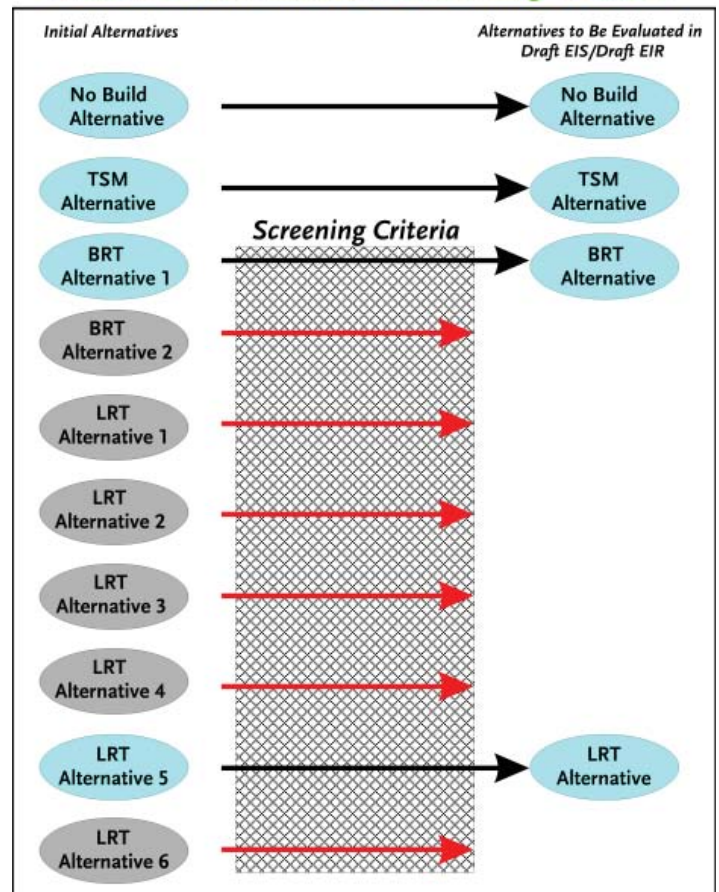 Initial Alternatives
Alternatives to Be Evaluated in
Draft EIS/Draft EIR
No Build
Alternative
No Build
Alternative
TSM
Alternative
TSM
Alternative
Screening Criteria
BRT
Alternative 1
BRT
Alternative
BRT
Alternative 2
LRT
Alternative 1
LRT
Alternative 2
LRT
Alternative 3
LRT
Alternative 4
LRT
Alternative 5
LRT
Alternative
LRT
Alternative 6